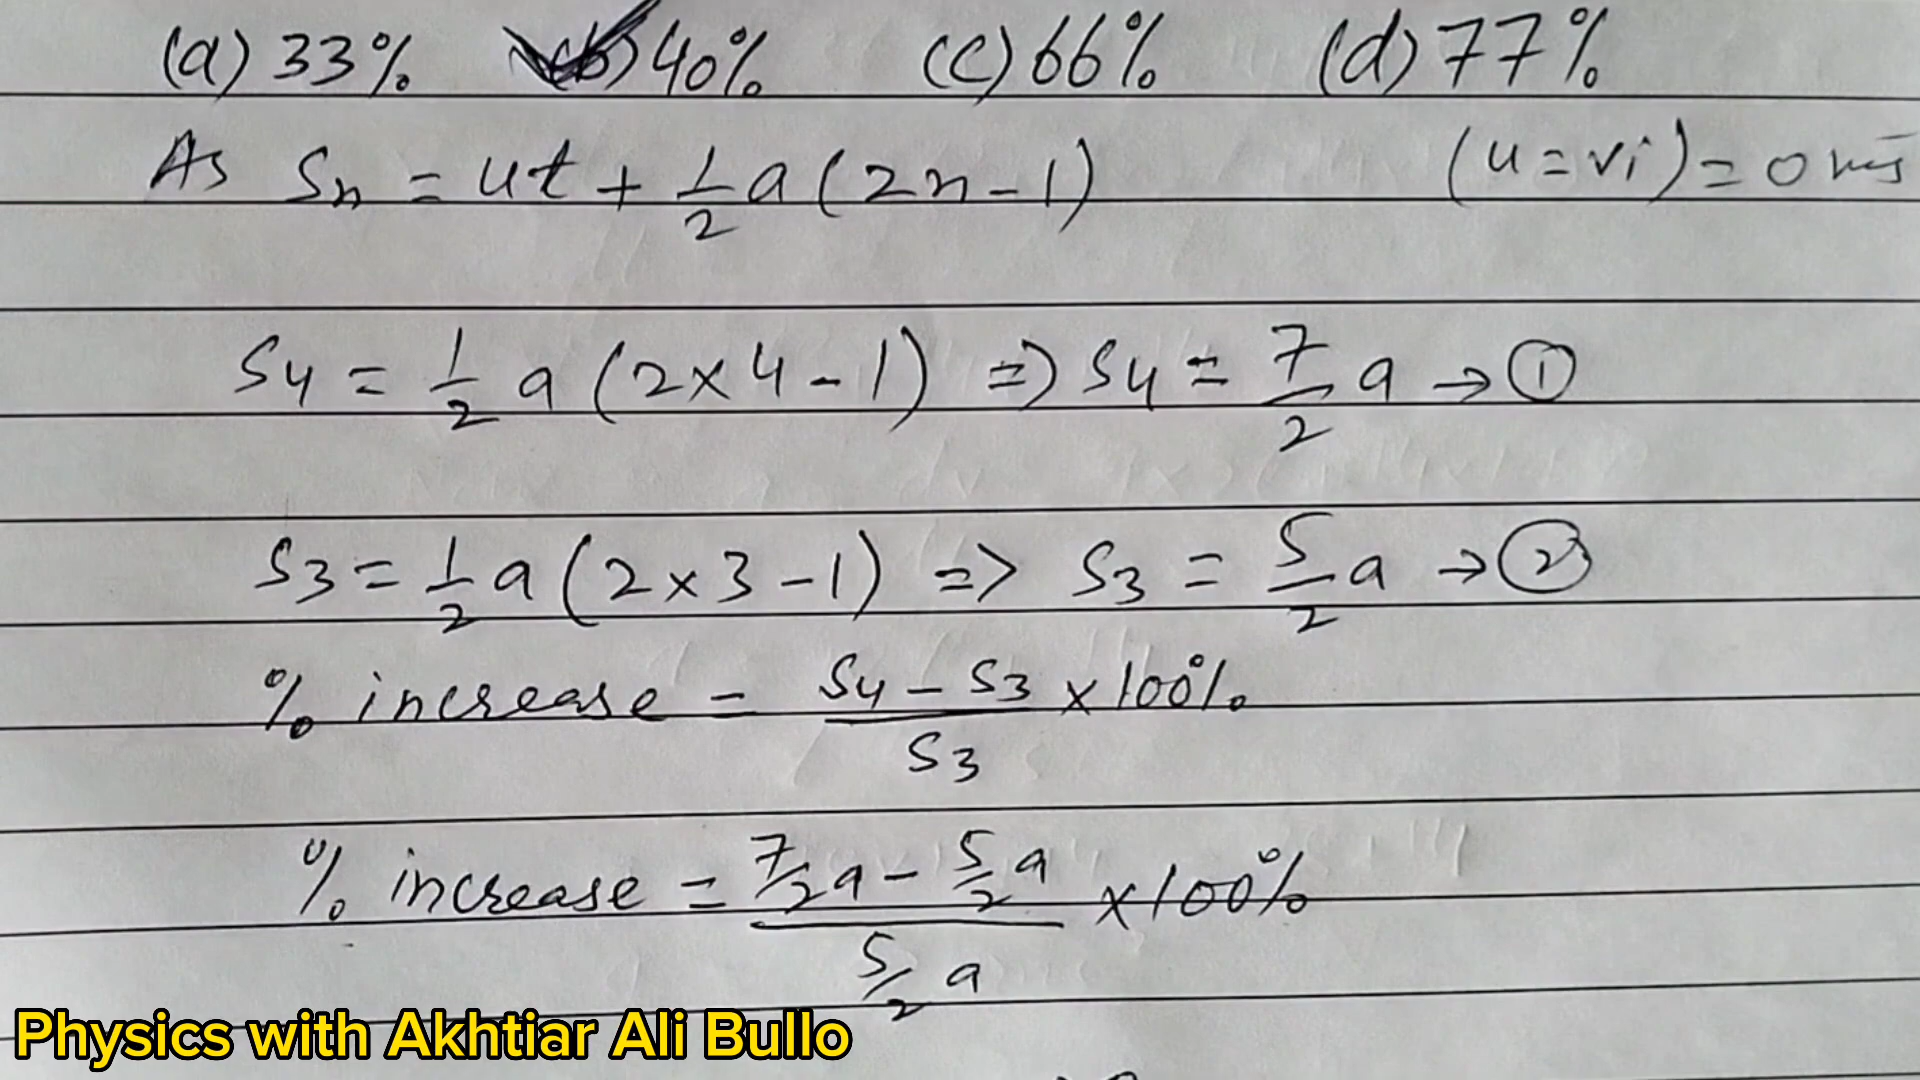 (a) 33% (b) 40% (c) 66% (d) 77%
As Sn = ut + 1/2 a (2n - 1) (u = vi) = 0 ms
S4 = 1/2 a (2 x 4 - 1) => S4 = 7/2 a → ①
S3 = 1/2 a (2 x 3 - 1) => S3 = 5/2 a → ②
% increase = S4 - S3 / S3 x 100%
% increase = 7/2 a - 5/2 a / 5/2 a x 100%
Physics with Akhtiar Ali Bullo